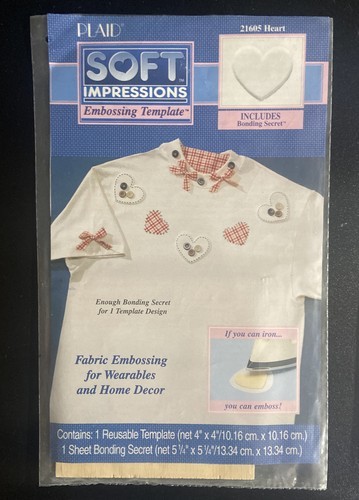 PLAID®
21605 Heart
SOFT
IMPRESSIONS™
Embossing Template™
INCLUDES
Bonding Secret™
Enough Bonding Secret
for 1 Template Design
If you can iron...
Fabric Embossing
for Wearables
and Home Decor
you can emboss!
Contains: 1 Reusable Template (net 4" x 4"/10.16 cm. x 10.16 cm.)
1 Sheet Bonding Secret (net 5 1/4" x 5 1/4"/13.34 cm. x 13.34 cm.)